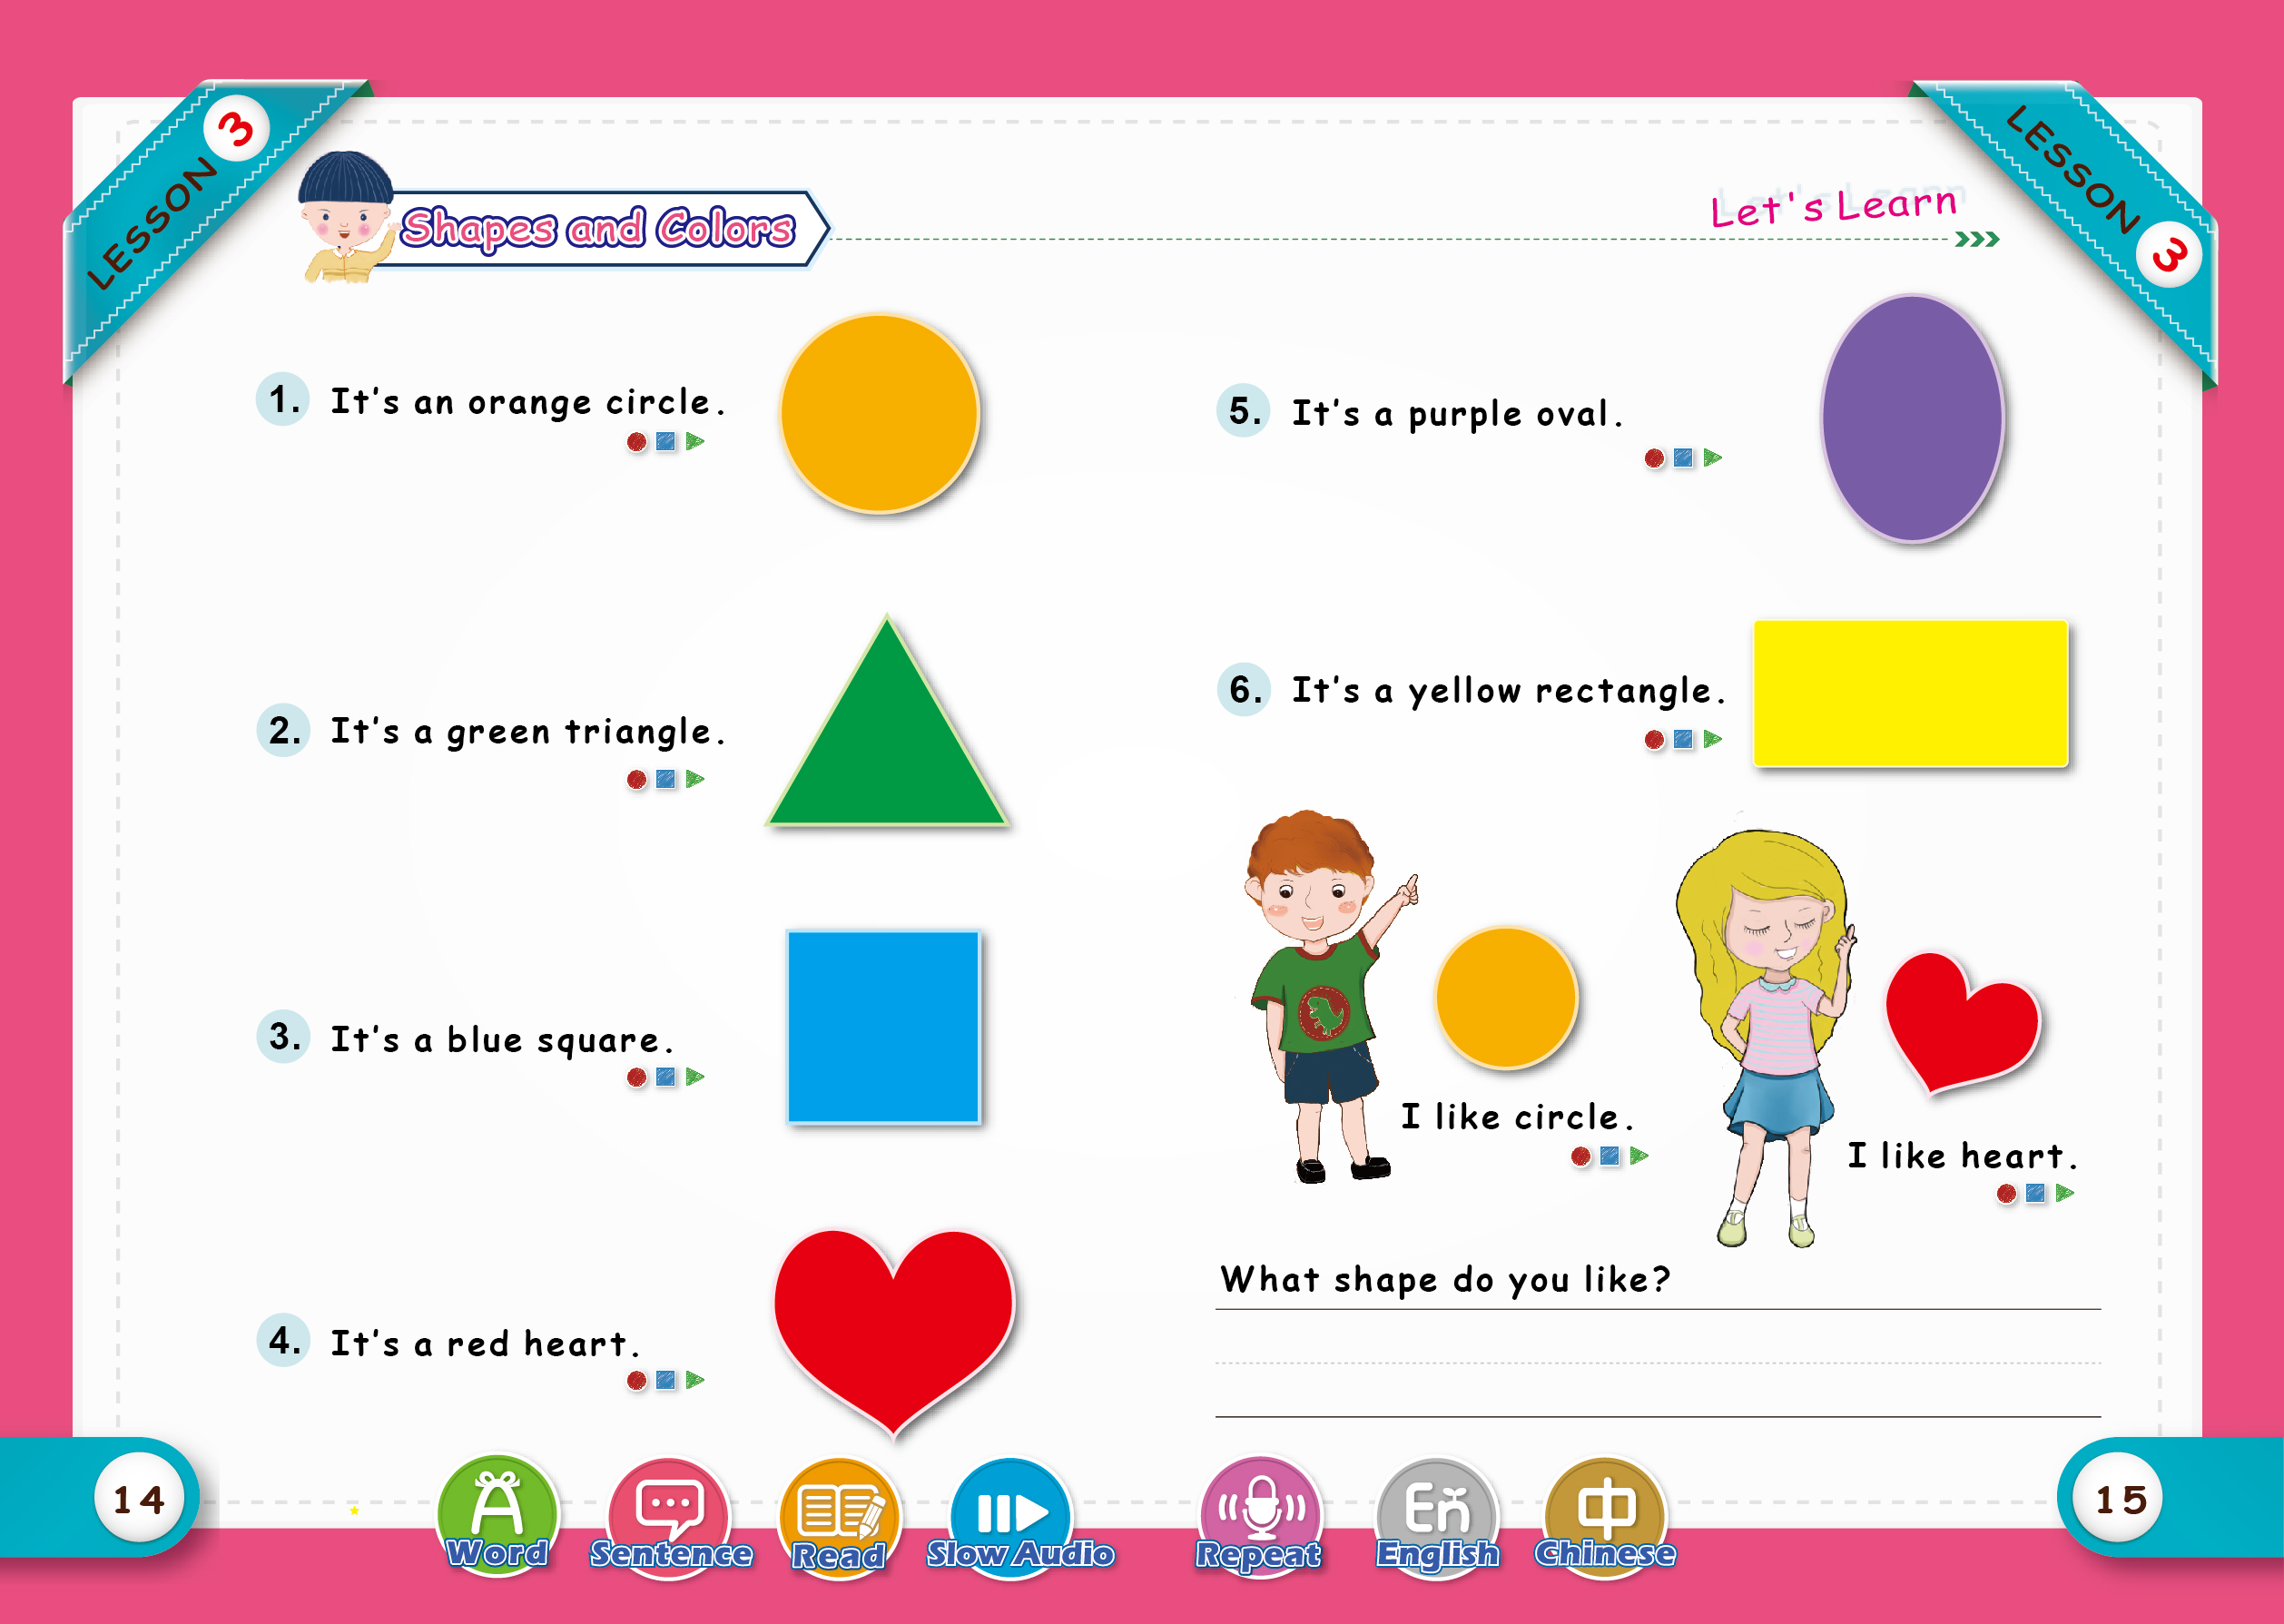 LESSON 3
Shapes and Colors
1. It's an orange circle.
2. It's a green triangle.
3. It's a blue square.
4. It's a red heart.
14
LESSON 3
Let's Learn
5. It's a purple oval.
6. It's a yellow rectangle.
I like circle.
I like heart.
What shape do you like?
15
A
Word
Sentence
Read
Slow Audio
Repeat
En
English
中
Chinese